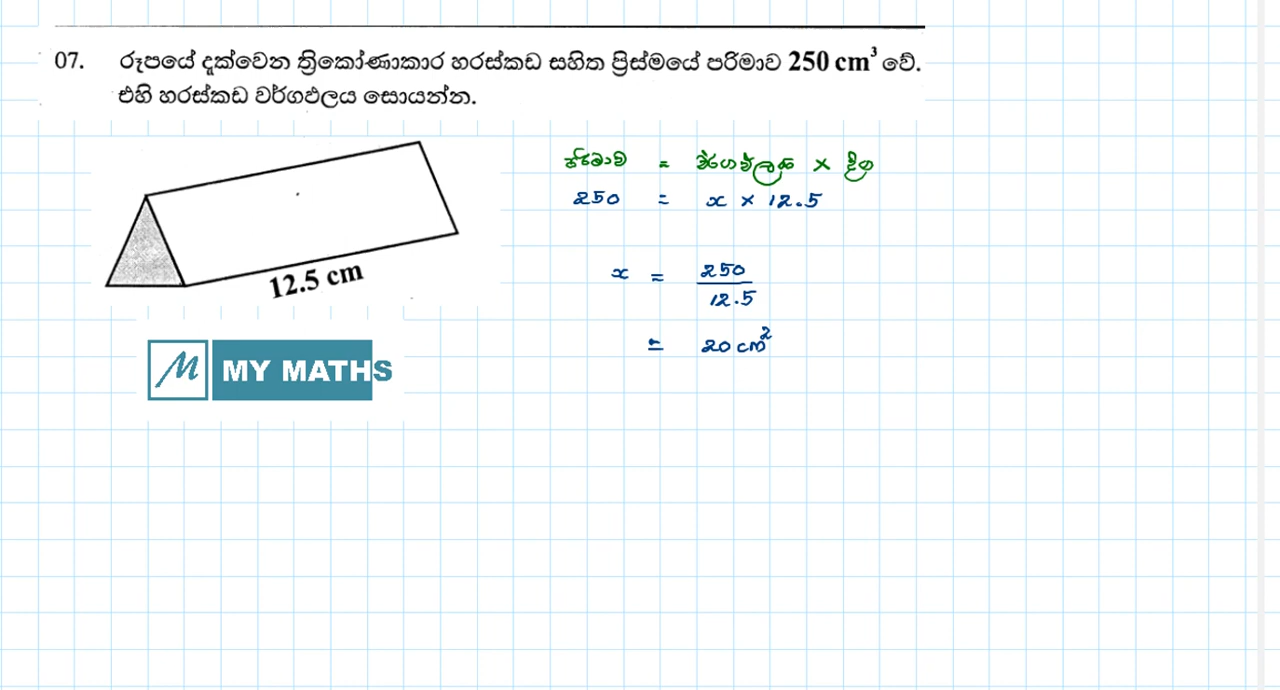 07. රූපයේ දැක්වෙන ත්‍රිකෝණාකාර හරස්කඩ සහිත ප්‍රිස්මයේ පරිමාව 250 cm³ වේ.
එහි හරස්කඩ වර්ගඵලය සොයන්න.
12.5 cm
MY MATHS
පරිමාව = වර්ගඵලය × දිග
250 = x × 12.5
x = 250
12.5
= 20 cm²